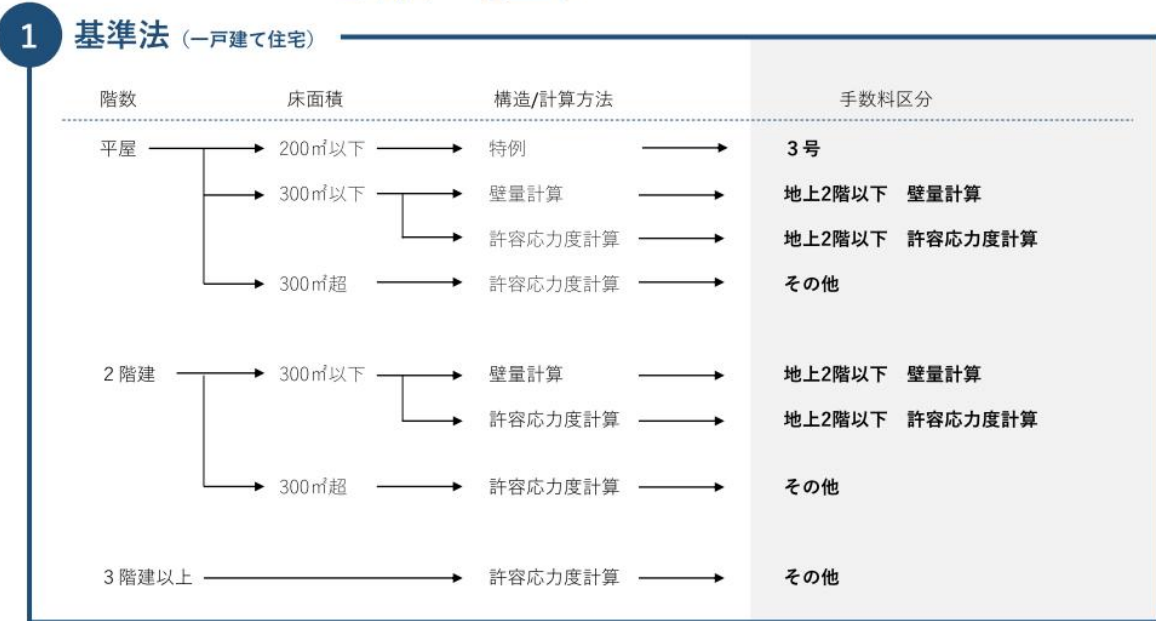 1 基準法（一戸建て住宅）
階数 床面積 構造/計算方法 手数料区分
平屋 200㎡以下 特例 3号
300㎡以下 壁量計算 地上2階以下 壁量計算
許容応力度計算 地上2階以下 許容応力度計算
300㎡超 許容応力度計算 その他
2階建 300㎡以下 壁量計算 地上2階以下 壁量計算
許容応力度計算 地上2階以下 許容応力度計算
300㎡超 許容応力度計算 その他
3階建以上 許容応力度計算 その他